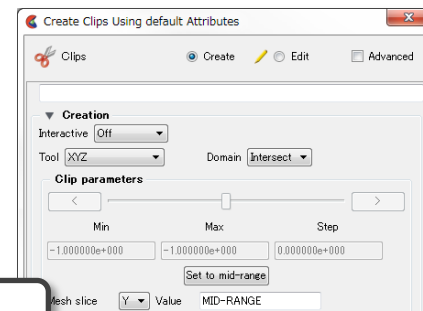 Create Clips Using default Attributes
Clips Create Edit Advanced
Creation
Interactive Off
Tool XYZ Domain Intersect
Clip parameters
< >
Min Max Step
-1.000000e+000 -1.000000e+000 0.000000e+000
Set to mid-range
Mesh slice Y Value MID-RANGE